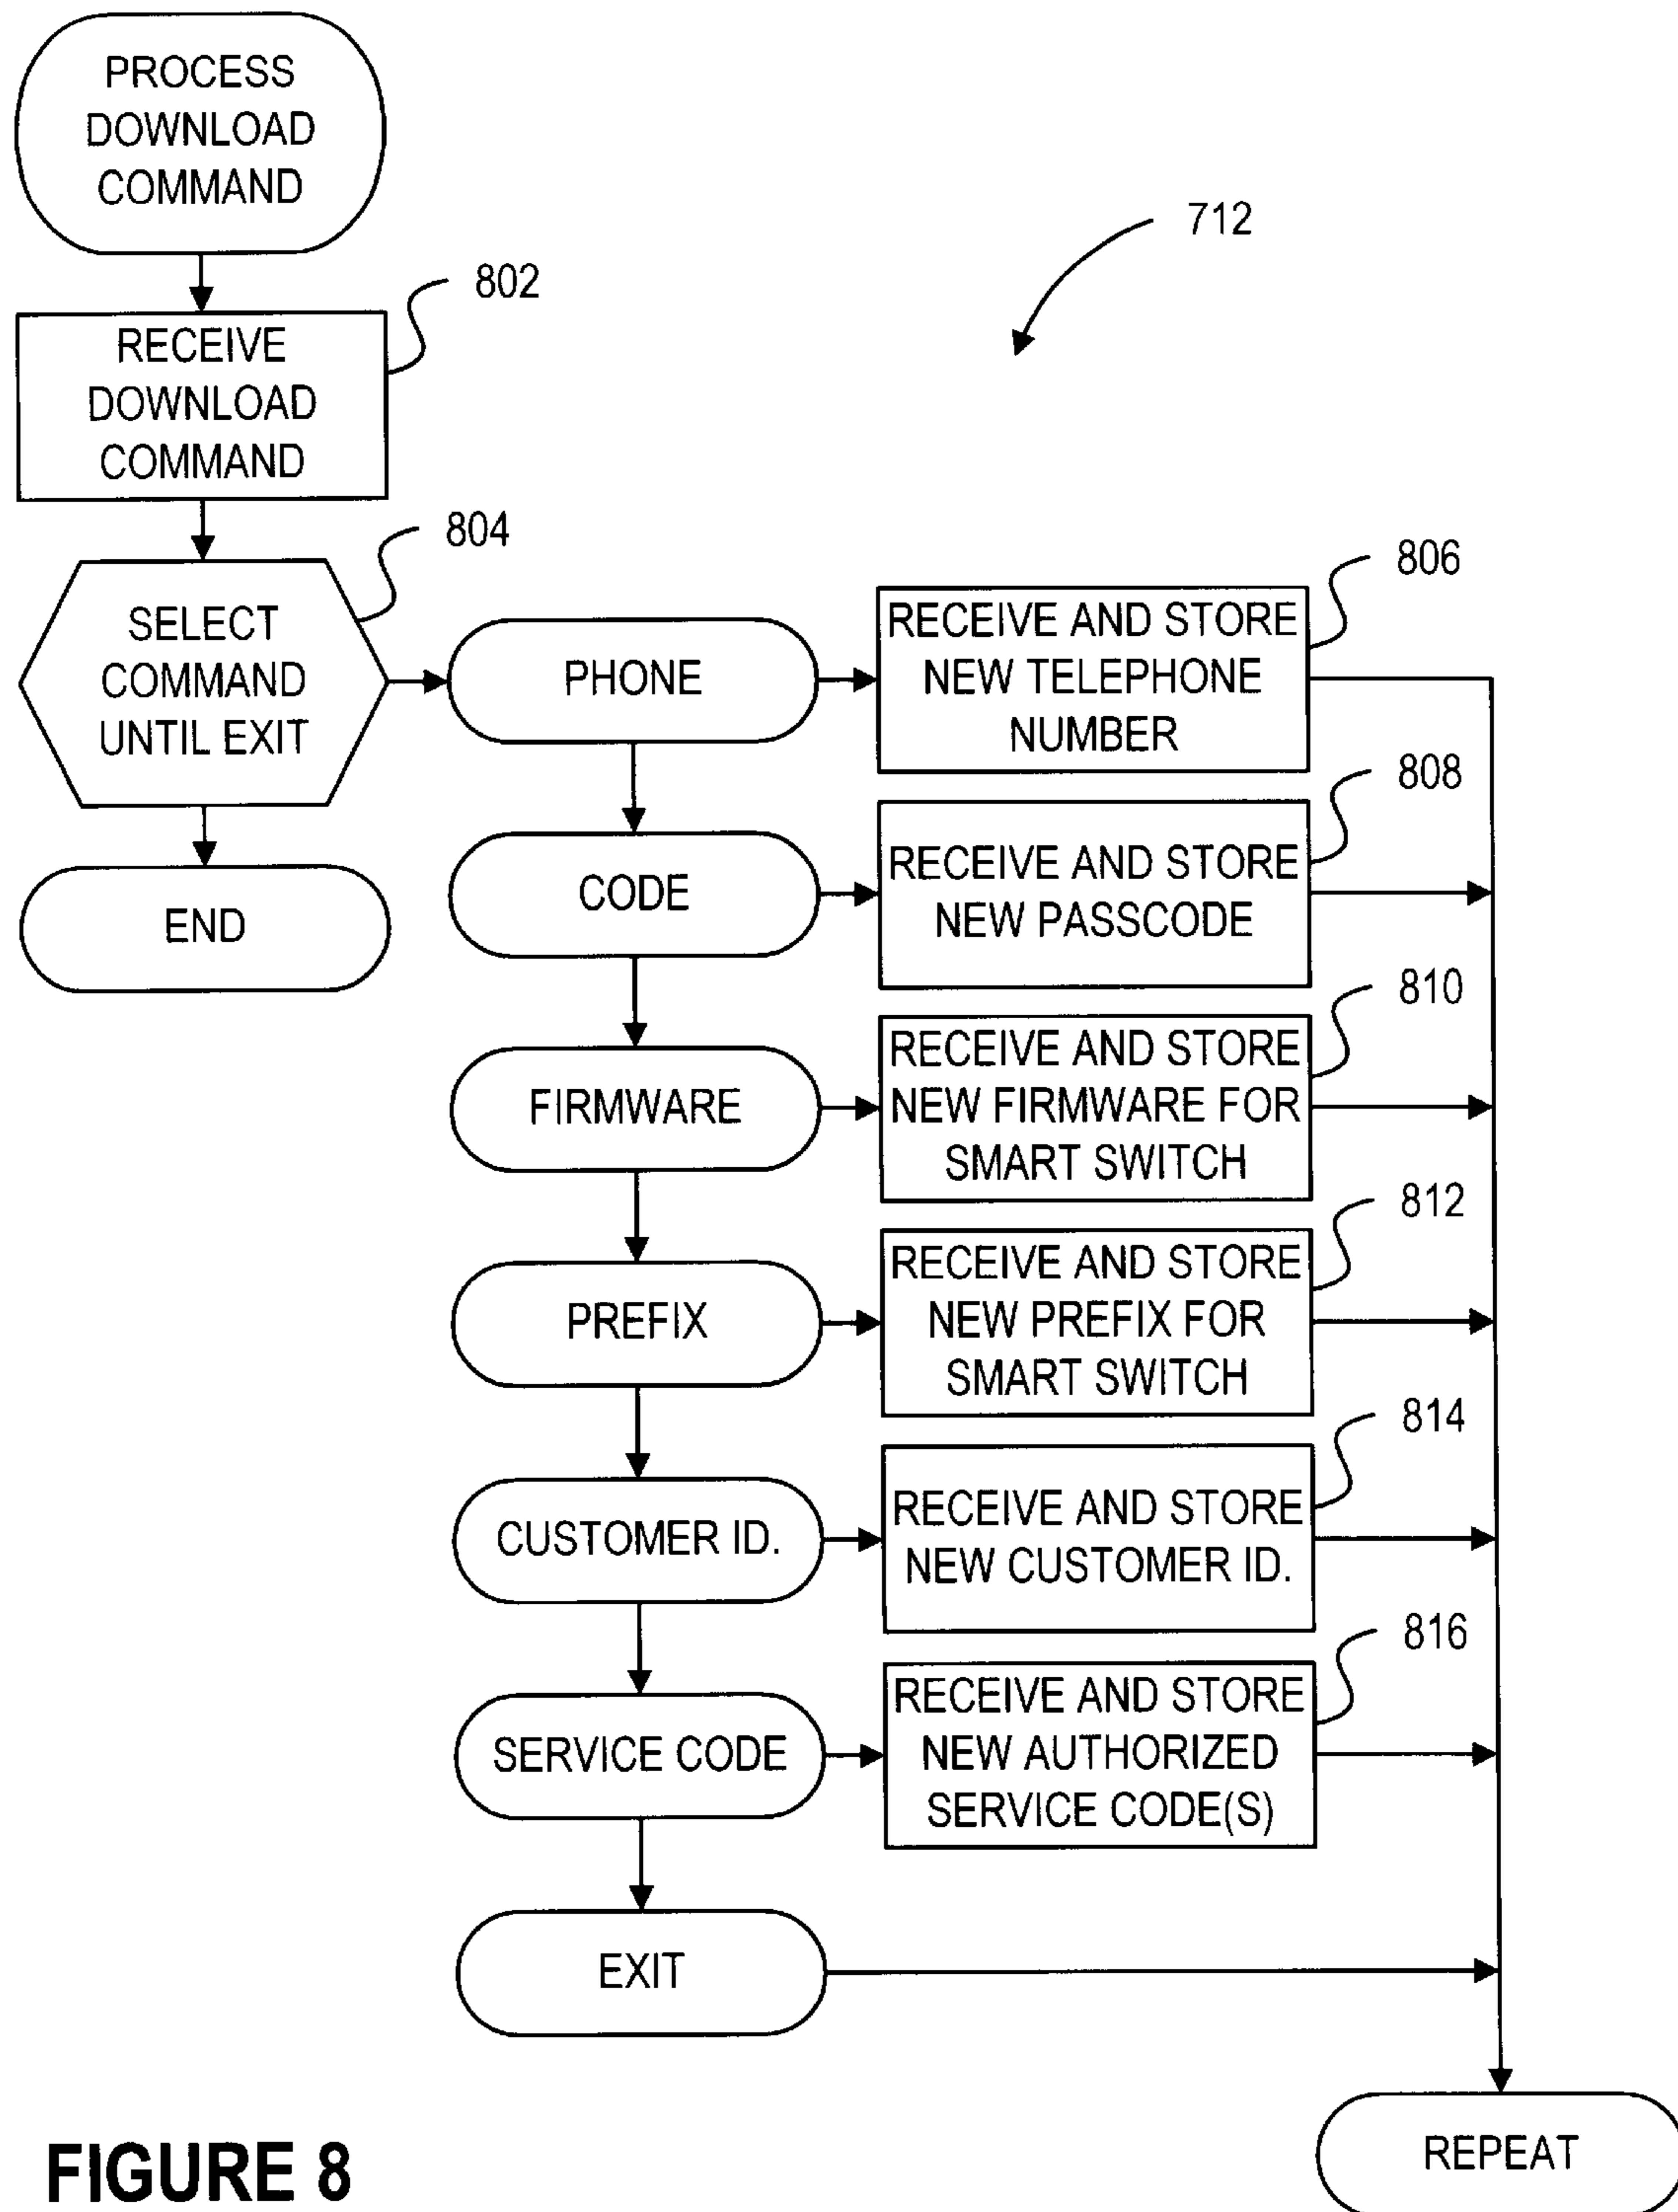 PROCESS
DOWNLOAD
COMMAND
712
802
RECEIVE
DOWNLOAD
COMMAND
804
SELECT
COMMAND
UNTIL EXIT
END
PHONE
806
RECEIVE AND STORE
NEW TELEPHONE
NUMBER
CODE
808
RECEIVE AND STORE
NEW PASSCODE
FIRMWARE
810
RECEIVE AND STORE
NEW FIRMWARE FOR
SMART SWITCH
PREFIX
812
RECEIVE AND STORE
NEW PREFIX FOR
SMART SWITCH
CUSTOMER ID.
814
RECEIVE AND STORE
NEW CUSTOMER ID.
SERVICE CODE
816
RECEIVE AND STORE
NEW AUTHORIZED
SERVICE CODE(S)
EXIT
REPEAT
FIGURE 8